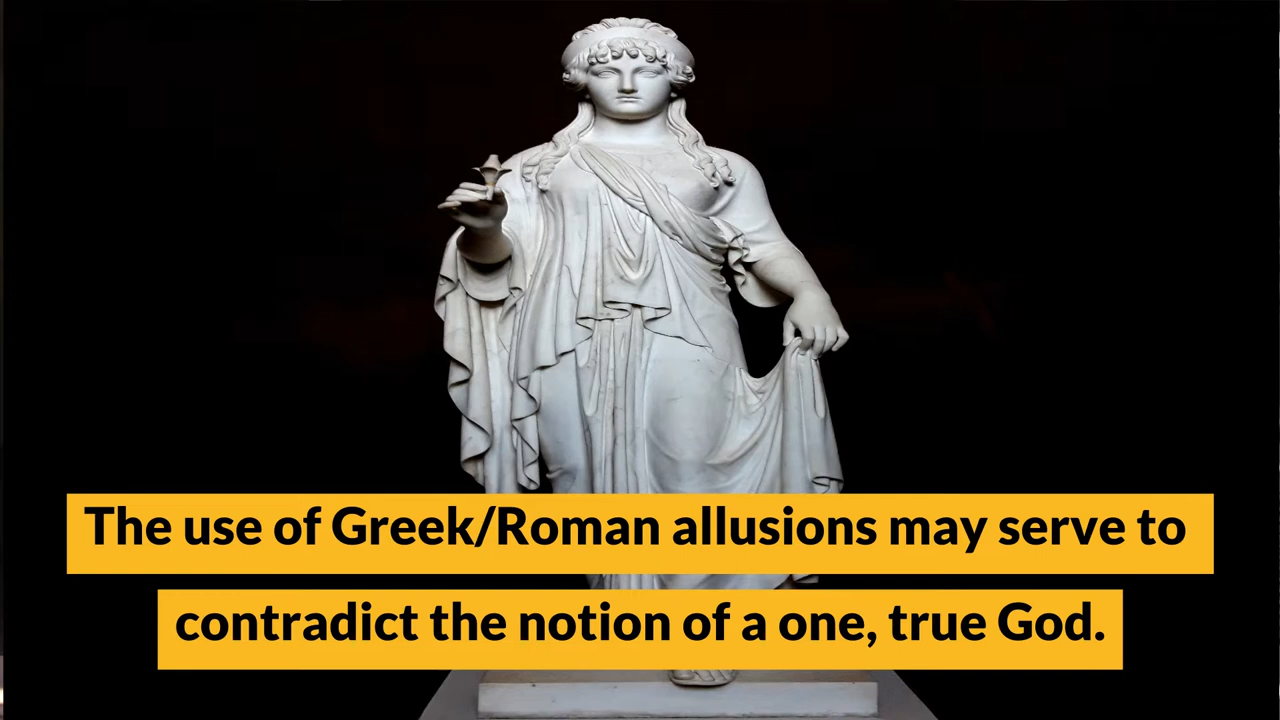 The use of Greek/Roman allusions may serve to
contradict the notion of a one, true God.